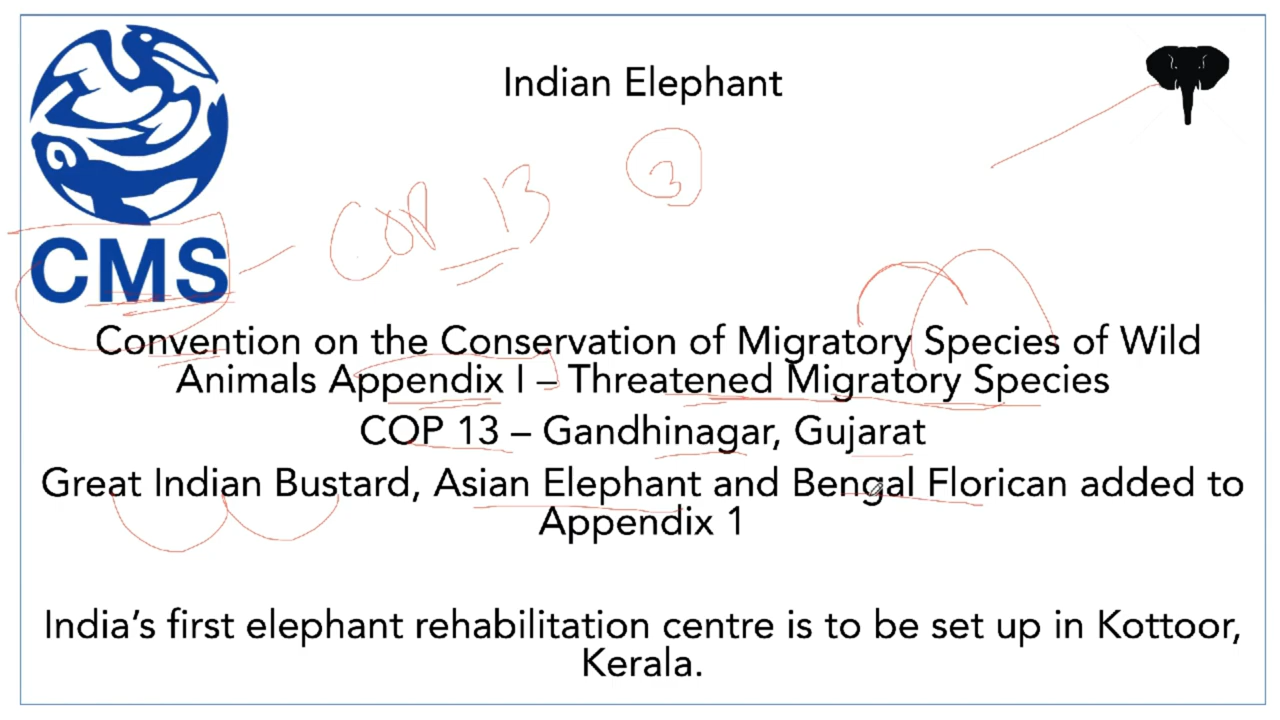 Indian Elephant
COP 13
3
CMS
Convention on the Conservation of Migratory Species of Wild
Animals Appendix I – Threatened Migratory Species
COP 13 – Gandhinagar, Gujarat
Great Indian Bustard, Asian Elephant and Bengal Florican added to
Appendix 1
India’s first elephant rehabilitation centre is to be set up in Kottoor,
Kerala.